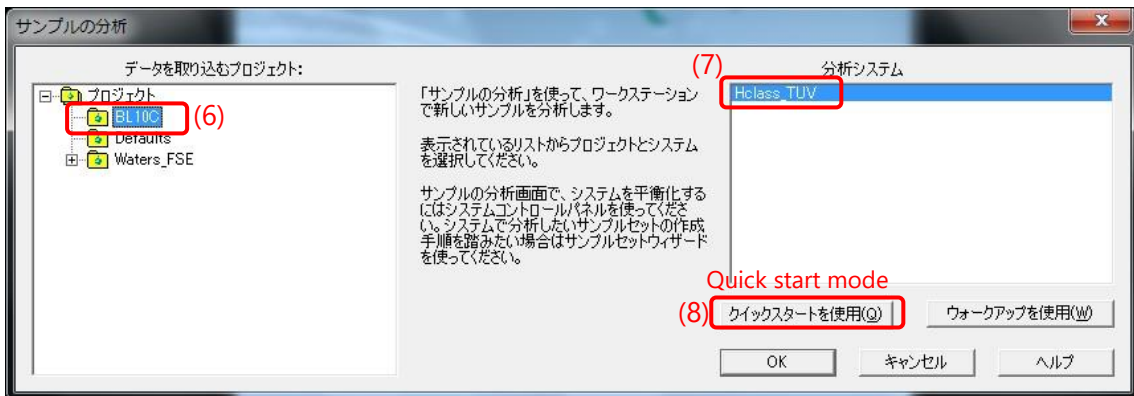 サンプルの分析
データを取り込むプロジェクト:
プロジェクト
BL10C
(6)
Defaults
Waters_FSE
「サンプルの分析」を使って、ワークステーション
で新しいサンプルを分析します。
表示されているリストからプロジェクトとシステム
を選択してください。
サンプルの分析画面で、システムを平衡化する
にはシステムコントロールパネルを使ってくださ
い。システムで分析したいサンプルセットの作成
手順を踏みたい場合はサンプルセットウィザード
を使ってください。
(7)
分析システム
Hclass_TUV
Quick start mode
(8)
クイックスタートを使用(Q)
ウォークアップを使用(W)
OK
キャンセル
ヘルプ